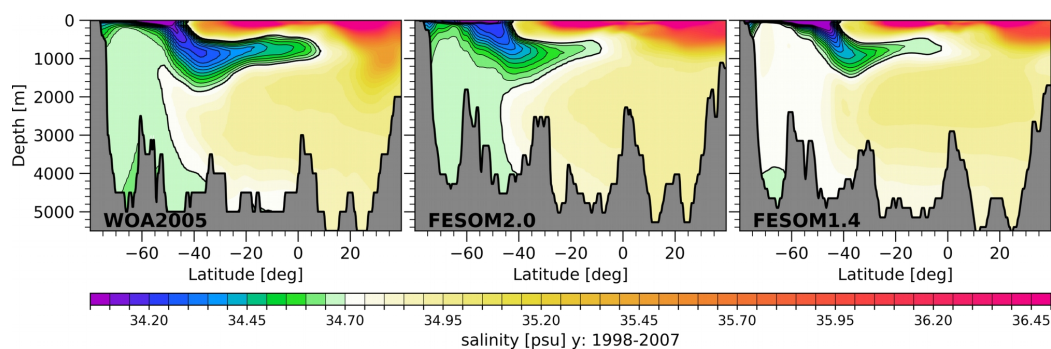 0
1000
2000
3000
4000
5000
Depth [m]
WOA2005
FESOM2.0
FESOM1.4
−60 −40 −20 0 20
−60 −40 −20 0 20
−60 −40 −20 0 20
Latitude [deg]
Latitude [deg]
Latitude [deg]
34.20 34.45 34.70 34.95 35.20 35.45 35.70 35.95 36.20 36.45
salinity [psu] y: 1998-2007